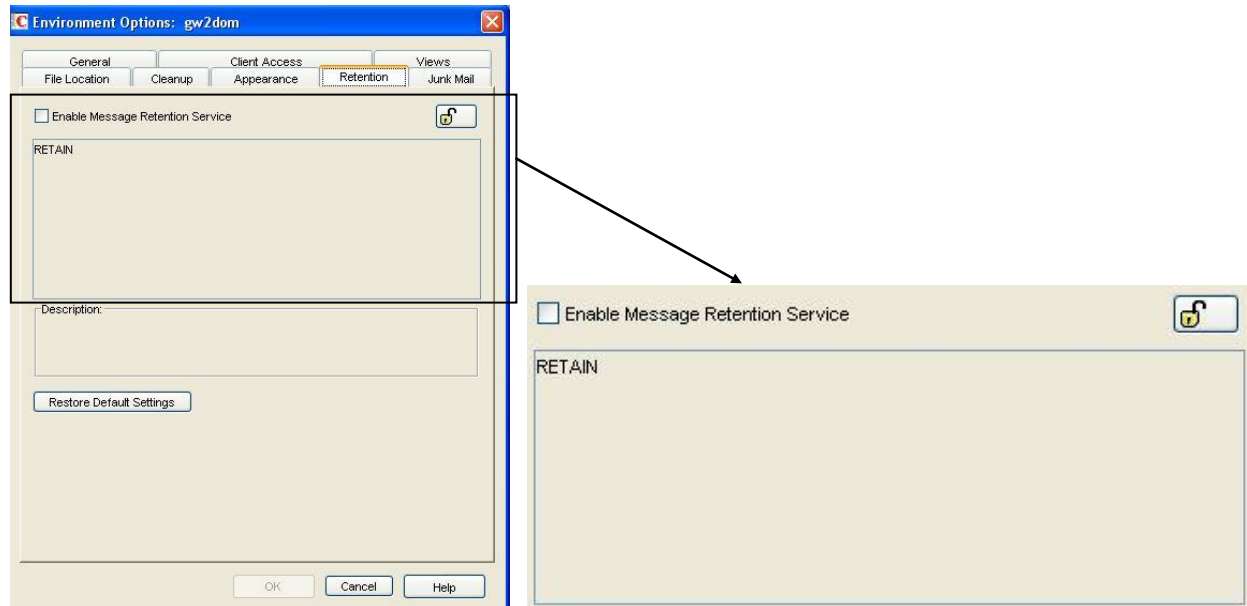 Environment Options: gw2dom
General Client Access Views
File Location Cleanup Appearance Retention Junk Mail
Enable Message Retention Service
RETAIN
Description:
Restore Default Settings
OK Cancel Help
Enable Message Retention Service
RETAIN